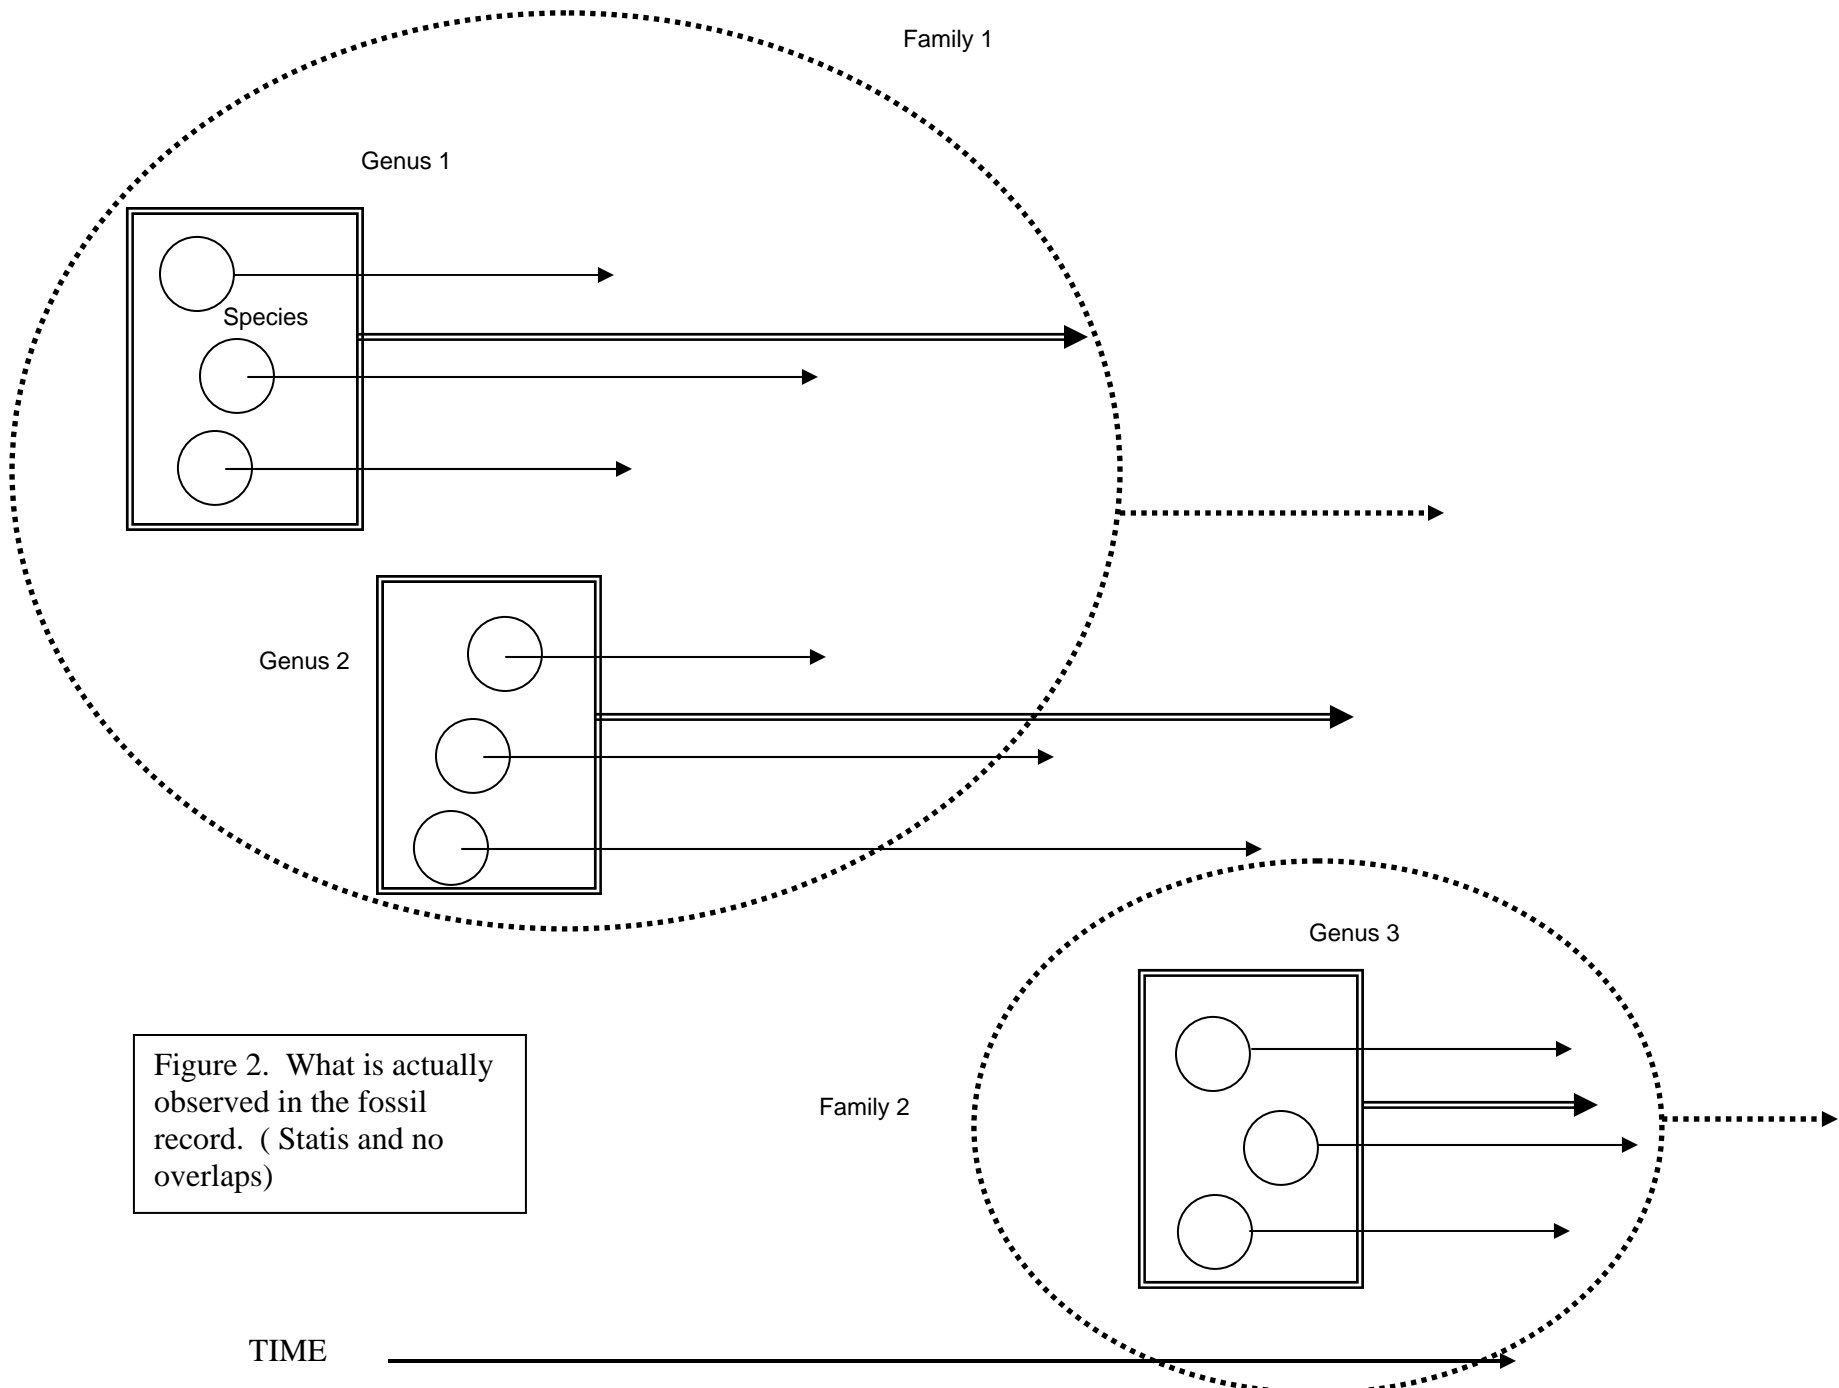 Family 1
Genus 1
Species
Genus 2
Genus 3
Figure 2.  What is actually
observed in the fossil
record.  ( Statis and no
overlaps)
Family 2
TIME